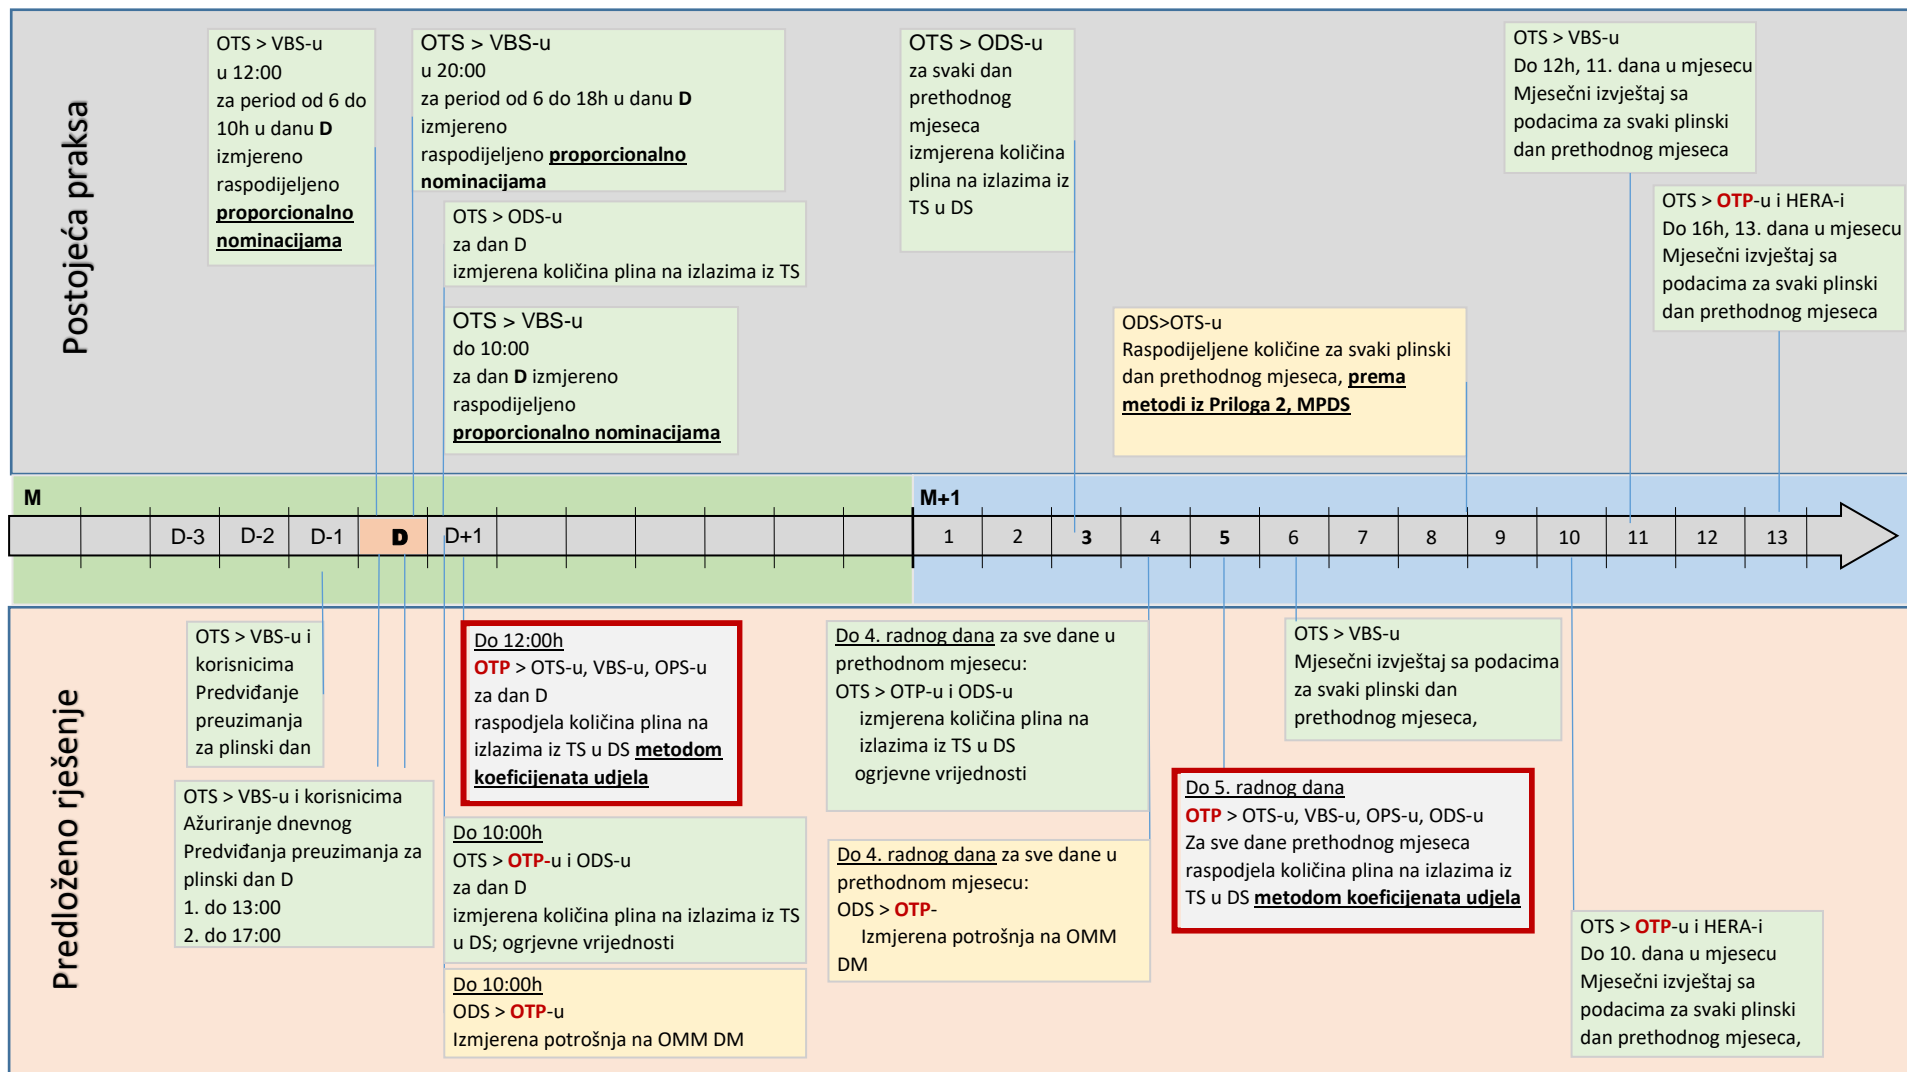 Postojeća praksa
OTS > VBS-u
u 12:00
za period od 6 do
10h u danu D
izmjereno
raspodijeljeno
proporcionalno
nominacijama
OTS > VBS-u
u 20:00
za period od 6 do 18h u danu D
izmjereno
raspodijeljeno proporcionalno
nominacijama
OTS > ODS-u
za dan D
izmjerena količina plina na izlazima iz TS
OTS > VBS-u
do 10:00
za dan D izmjereno
raspodijeljeno
proporcionalno nominacijama
OTS > ODS-u
za svaki dan
prethodnog
mjeseca
izmjerena količina
plina na izlazima iz
TS u DS
ODS>OTS-u
Raspodijeljene količine za svaki plinski
dan prethodnog mjeseca, prema
metodi iz Priloga 2, MPDS
OTS > VBS-u
Do 12h, 11. dana u mjesecu
Mjesečni izvještaj sa
podacima za svaki plinski
dan prethodnog mjeseca
OTS > OTP-u i HERA-i
Do 16h, 13. dana u mjesecu
Mjesečni izvještaj sa
podacima za svaki plinski
dan prethodnog mjeseca
M
M+1
D-3 D-2 D-1 D D+1 1 2 3 4 5 6 7 8 9 10 11 12 13
Predloženo rješenje
OTS > VBS-u i
korisnicima
Predviđanje
preuzimanja
za plinski dan
OTS > VBS-u i korisnicima
Ažuriranje dnevnog
Predviđanja preuzimanja za
plinski dan D
1. do 13:00
2. do 17:00
Do 12:00h
OTP > OTS-u, VBS-u, OPS-u
za dan D
raspodjela količina plina na
izlazima iz TS u DS metodom
koeficijenata udjela
Do 10:00h
OTS > OTP-u i ODS-u
za dan D
izmjerena količina plina na izlazima iz TS
u DS; ogrjevne vrijednosti
Do 10:00h
ODS > OTP-u
Izmjerena potrošnja na OMM DM
Do 4. radnog dana za sve dane u
prethodnom mjesecu:
OTS > OTP-u i ODS-u
izmjerena količina plina na
izlazima iz TS u DS
ogrjevne vrijednosti
Do 4. radnog dana za sve dane u
prethodnom mjesecu:
ODS > OTP-
Izmjerena potrošnja na OMM
DM
OTS > VBS-u
Mjesečni izvještaj sa podacima
za svaki plinski dan
prethodnog mjeseca,
Do 5. radnog dana
OTP > OTS-u, VBS-u, OPS-u, ODS-u
Za sve dane prethodnog mjeseca
raspodjela količina plina na izlazima iz
TS u DS metodom koeficijenata udjela
OTS > OTP-u i HERA-i
Do 10. dana u mjesecu
Mjesečni izvještaj sa
podacima za svaki plinski
dan prethodnog mjeseca,